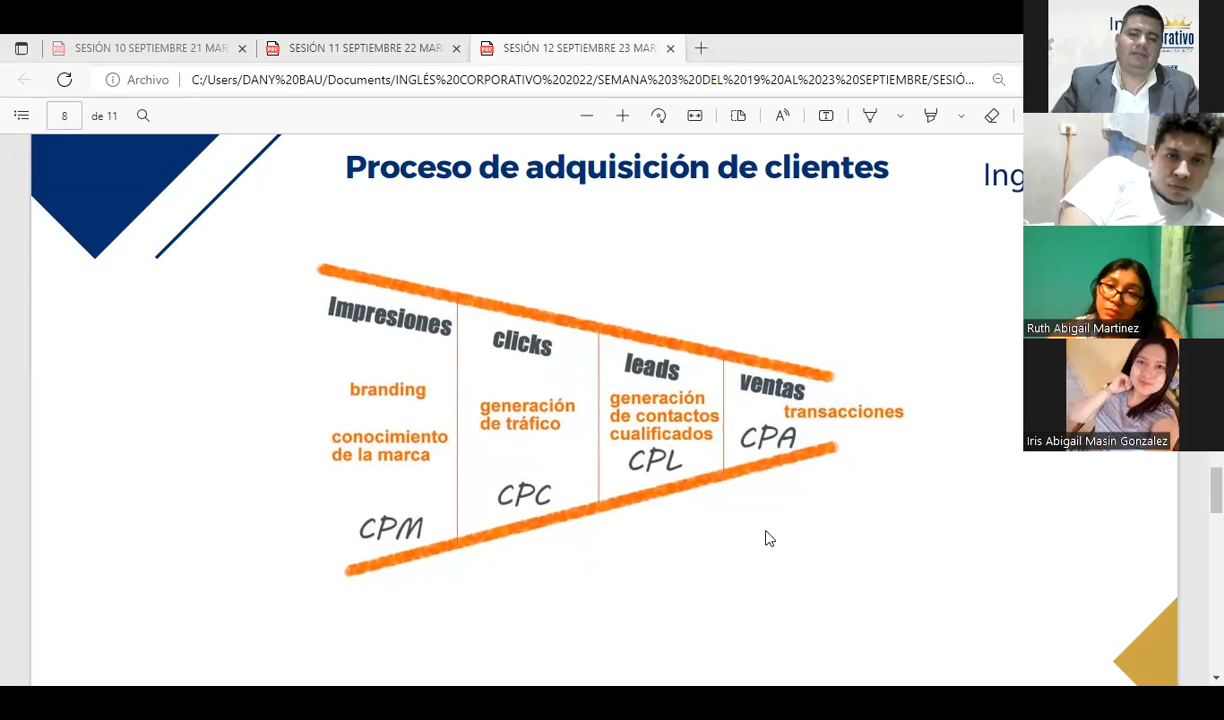 SESIÓN 10 SEPTIEMBRE 21 MAR
SESIÓN 11 SEPTIEMBRE 22 MAR
SESIÓN 12 SEPTIEMBRE 23 MAR
Archivo
C:/Users/DANY%20BAU/Documents/INGLÉS%20CORPORATIVO%202022/SEMANA%203%20DEL%2019%20AL%2023%20SEPTIEMBRE/SESIÓ...
8
de 11
Proceso de adquisición de clientes
Ing
Impresiones
branding
conocimiento
de la marca
CPM
clicks
generación
de tráfico
CPC
leads
generación
de contactos
cualificados
CPL
ventas
transacciones
CPA
In
rativo
Ruth Abigail Martinez
Iris Abigail Masin Gonzalez